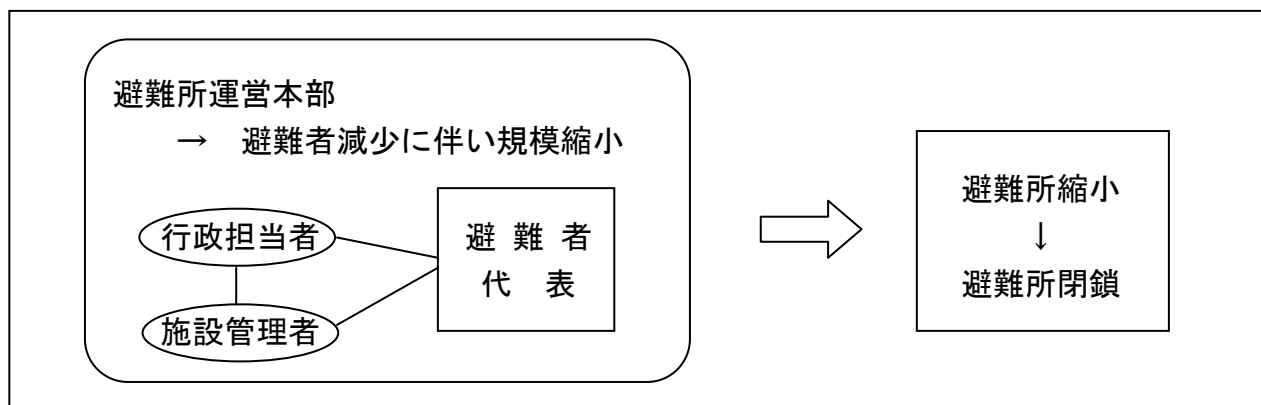 避難所運営本部
→ 避難者減少に伴い規模縮小
行政担当者
施設管理者
避難者
代表
避難所縮小
↓
避難所閉鎖